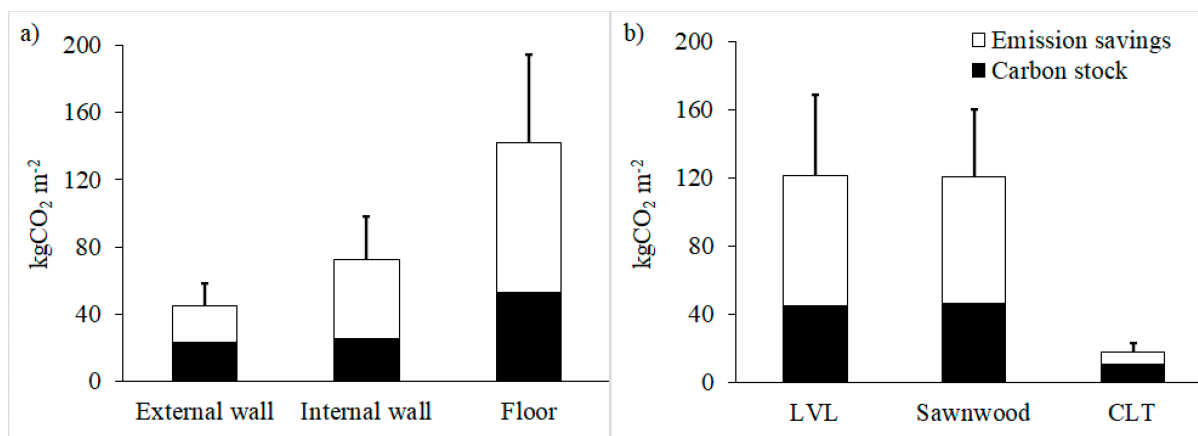 a)
kgCO₂ m⁻²
200
160
120
80
40
0
External wall
Internal wall
Floor
b)
Emission savings
Carbon stock
kgCO₂ m⁻²
200
160
120
80
40
0
LVL
Sawnwood
CLT